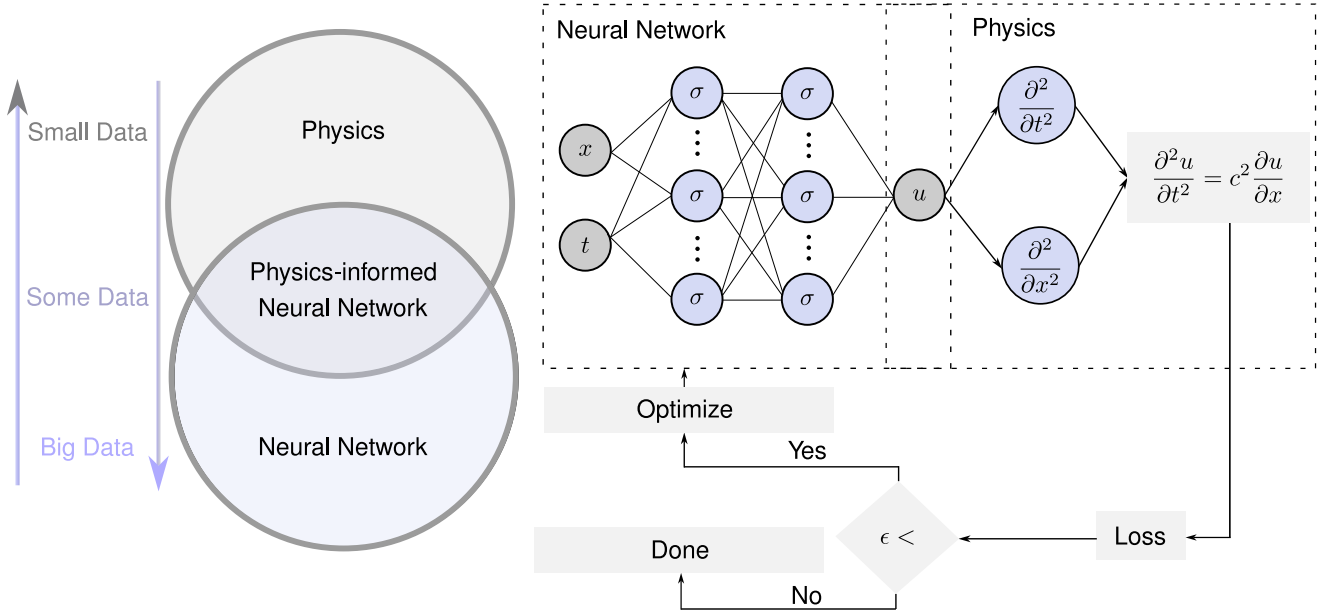 Small Data
Some Data
Big Data
Physics
Physics-informed
Neural Network
Neural Network
Neural Network
Physics
x
t
σ
σ
σ
σ
σ
σ
u
∂²
∂t²
∂²
∂x²
∂²u/∂t² = c² ∂u/∂x
Optimize
Yes
ϵ <
Loss
Done
No